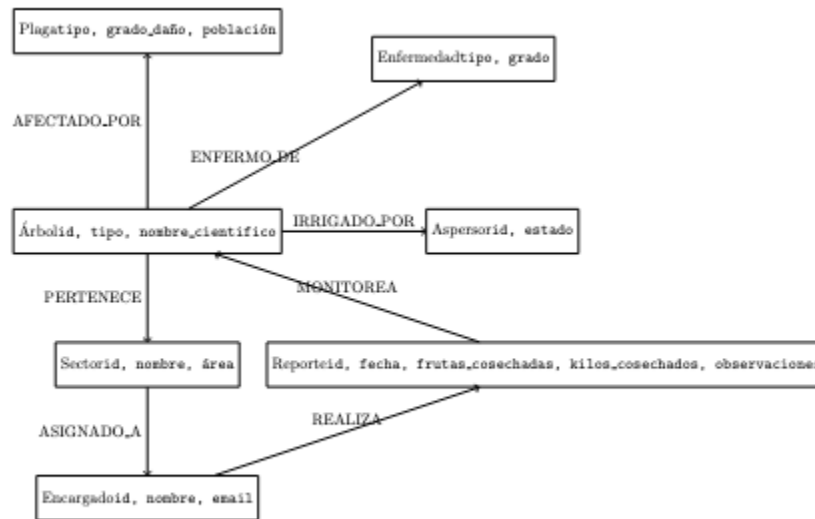 Plagatipo, grado_daño, población
Enfermedadtipo, grado
AFECTADO_POR
ENFERMO_DE
Árbolid, tipo, nombre_científico
IRRIGADO_POR
Aspersorid, estado
MONITOREA
PERTENECE
Sectorid, nombre, área
Reporteid, fecha, frutas_cosechadas, kilos_cosechados, observaciones
REALIZA
ASIGNADO_A
Encargadoid, nombre, email